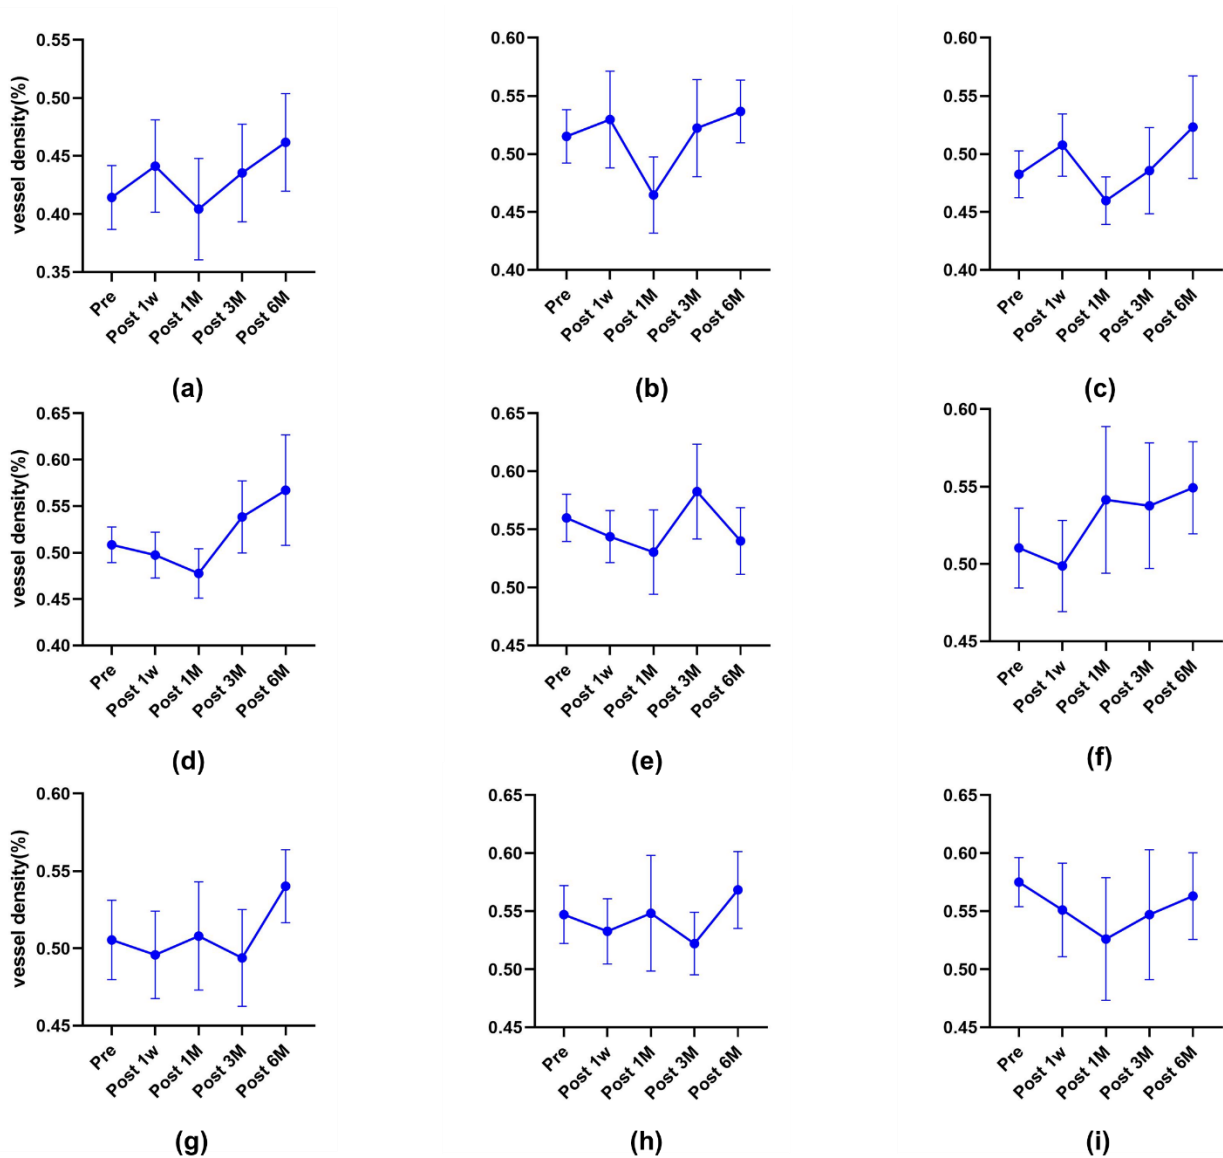 vessel density(%)
0.55
0.50
0.45
0.40
0.35
Pre
Post 1w
Post 1M
Post 3M
Post 6M
(a)
0.60
0.55
0.50
0.45
0.40
Pre
Post 1w
Post 1M
Post 3M
Post 6M
(b)
0.60
0.55
0.50
0.45
0.40
Pre
Post 1w
Post 1M
Post 3M
Post 6M
(c)
vessel density(%)
0.65
0.60
0.55
0.50
0.45
0.40
Pre
Post 1w
Post 1M
Post 3M
Post 6M
(d)
0.65
0.60
0.55
0.50
0.45
Pre
Post 1w
Post 1M
Post 3M
Post 6M
(e)
0.60
0.55
0.50
0.45
Pre
Post 1w
Post 1M
Post 3M
Post 6M
(f)
vessel density(%)
0.60
0.55
0.50
0.45
Pre
Post 1w
Post 1M
Post 3M
Post 6M
(g)
0.65
0.60
0.55
0.50
0.45
Pre
Post 1w
Post 1M
Post 3M
Post 6M
(h)
0.65
0.60
0.55
0.50
0.45
Pre
Post 1w
Post 1M
Post 3M
Post 6M
(i)